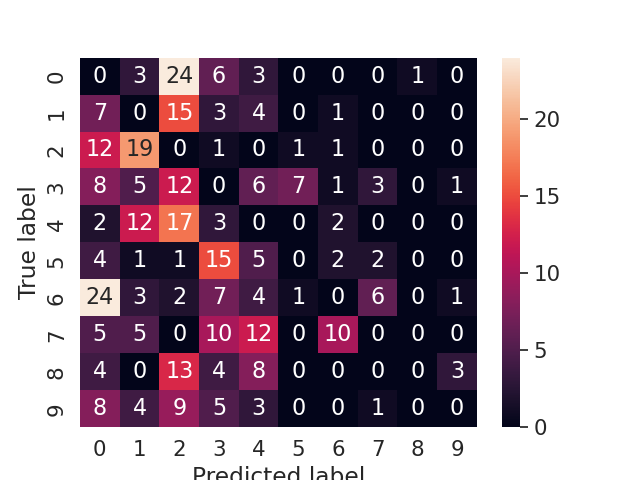 0 0 3 24 6 3 0 0 0 1 0
1 7 0 15 3 4 0 1 0 0 0
2 12 19 0 1 0 1 1 0 0 0
3 8 5 12 0 6 7 1 3 0 1
4 2 12 17 3 0 0 2 0 0 0
5 4 1 1 15 5 0 2 2 0 0
6 24 3 2 7 4 1 0 6 0 1
7 5 5 0 10 12 0 10 0 0 0
8 4 0 13 4 8 0 0 0 0 3
9 8 4 9 5 3 0 0 1 0 0
0 1 2 3 4 5 6 7 8 9
Predicted label
True label
20
15
10
5
0